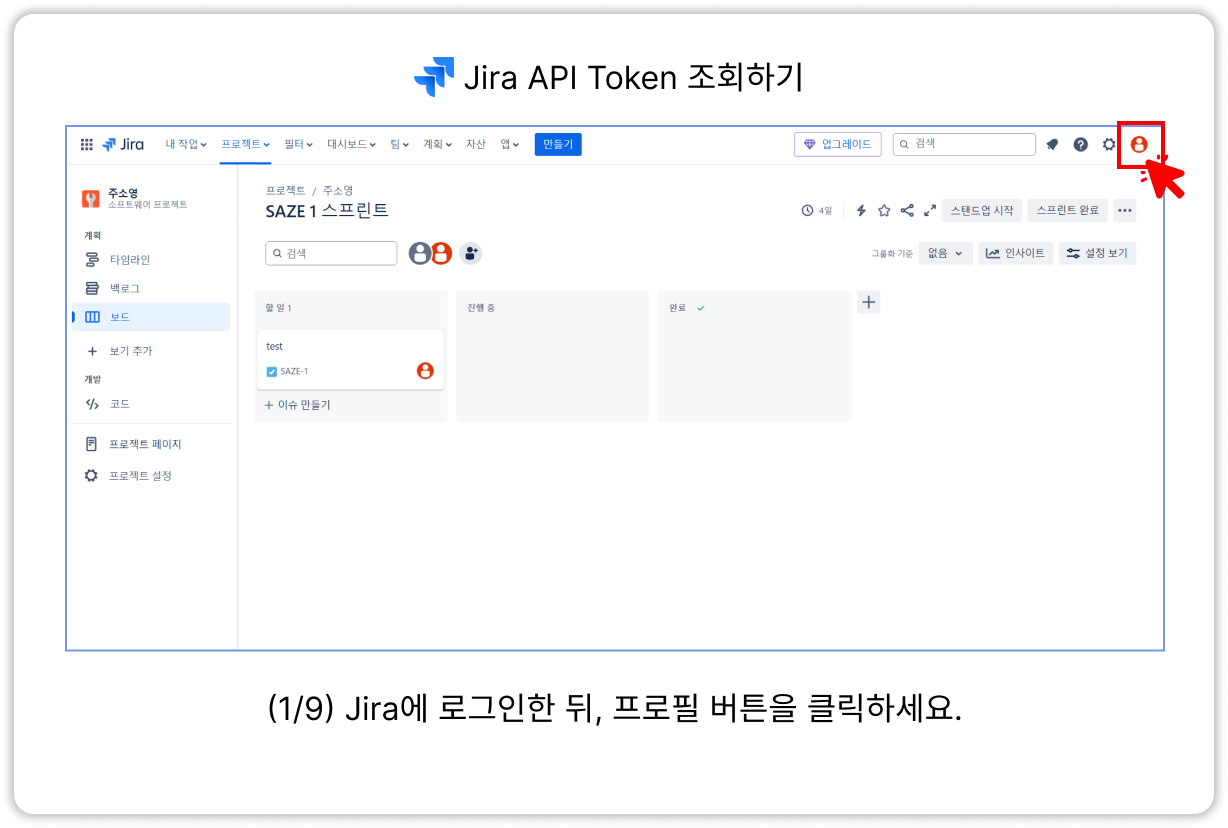 Jira API Token 조회하기
Jira 내 작업 프로젝트 필터 대시보드 팀 계획 자산 앱 만들기 업그레이드 검색
주소영
소프트웨어 프로젝트
계획
타임라인
백로그
보드
보기 추가
개발
코드
프로젝트 페이지
프로젝트 설정
프로젝트 / 주소영
SAZE 1 스프린트
4일 스탠드업 시작 스프린트 완료
검색
그룹화 기준 없음 인사이트 설정 보기
할 일 1
test
SAZE-1
+ 이슈 만들기
진행 중
완료
(1/9) Jira에 로그인한 뒤, 프로필 버튼을 클릭하세요.